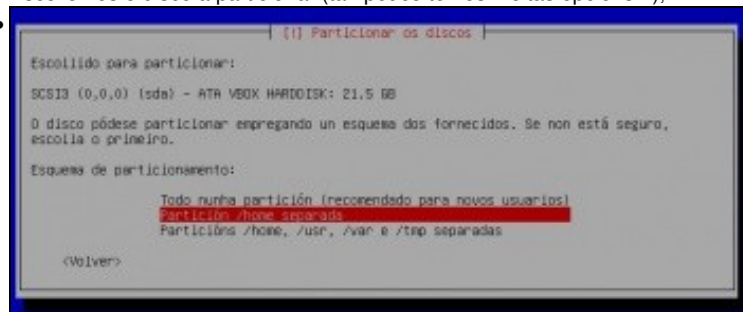 [!] Particionar os discos
Escollido para particionar:
SCSI3 (0,0,0) (sda) - ATA VBOX HARDDISK: 21.5 GB
O disco pódese particionar empregando un esquema dos fornecidos. Se non está seguro,
escolla o primeiro.
Esquema de particionamento:
Todo nunha partición (recomendado para novos usuarios)
Partición /home separada
Particións /home, /usr, /var e /tmp separadas
<Volver>